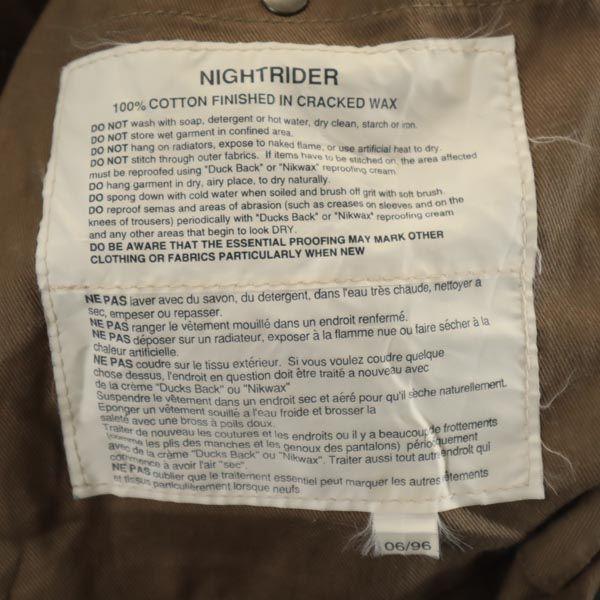 NIGHTRIDER
100% COTTON FINISHED IN CRACKED WAX
DO NOT wash with soap, detergent or hot water, dry clean, starch or iron.
DO NOT store wet garment in confined area.
DO NOT hang on radiators, expose to naked flame, or use artificial heat to dry.
DO NOT stitch through outer fabrics. If items have to be stitched on, the area affected
must be reproofed using "Duck Back" or "Nikwax" reproofing cream
DO hang garment in dry, airy place, to dry naturally.
DO spong down with cold water when soiled and brush off grit with soft brush.
DO reproof semas and areas of abrasion (such as creases on sleeves and on the
knees of trousers) periodically with "Ducks Back" or "Nikwax" reproofing cream
and any other areas that begin to look DRY.
DO BE AWARE THAT THE ESSENTIAL PROOFING MAY MARK OTHER
CLOTHING OR FABRICS PARTICULARLY WHEN NEW
NE PAS laver avec du savon, du detergent, dans l'eau très chaude, nettoyer a
sec, empeser ou repasser.
NE PAS ranger le vêtement mouillé dans un endroit renfermé.
NE PAS déposer sur un radiateur, exposer à la flamme nue ou faire sécher à la
chaleur artificielle.
NE PAS coudre sur le tissu extérieur. Si vous voulez coudre quelque
chose dessus, l'endroit en question doit être traité a nouveau avec
de la crème "Ducks Back" ou "Nikwax"
Suspendre le vêtement dans un endroit sec et aéré pour qu'il sèche naturellement.
Eponger un vêtement souillé a l'eau froide et brosser la
saleté avec une bross à poils doux.
Traiter de nouveau les coutures et les endroits ou il y a beaucoup de frottements
(comme les plis des manches et les genoux des pantalons) périodiquement
avec de la crème "Ducks Back" ou "Nikwox". Traiter aussi tout autre endroit qui
commence à avoir l'air "sec".
NE PAS oublier que le traitement essentiel peut marquer les autres vêtements
et tissus particulièrement lorsque neufs
06/96